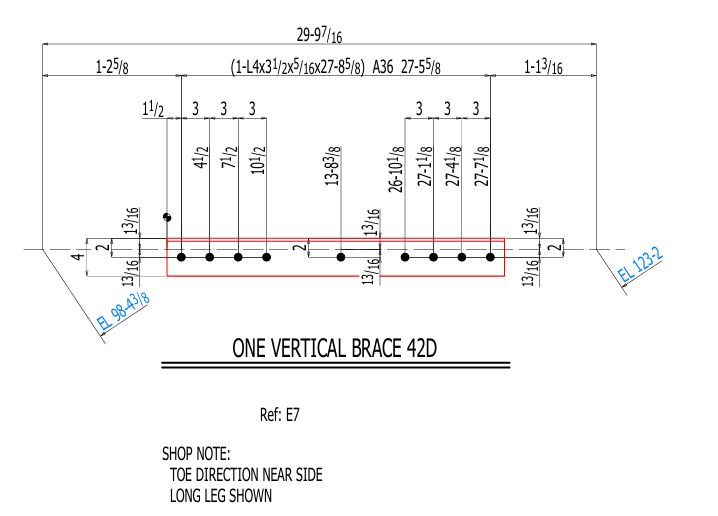 29-9 7/16
1-2 5/8 (1-L4x3 1/2x5/16x27-8 5/8) A36 27-5 5/8 1-1 3/16
1 1/2 3 3 3 3 3 3
4 1/2 7 1/2 10 1/2 13-8 3/8 26-10 1/8 27-1 1/8 27-4 1/8 27-7 1/8
13/16 13/16 13/16
4 2 2 2
13/16 13/16 13/16
EL 98-4 3/8 EL 123-2
ONE VERTICAL BRACE 42D
Ref: E7
SHOP NOTE:
TOE DIRECTION NEAR SIDE
LONG LEG SHOWN